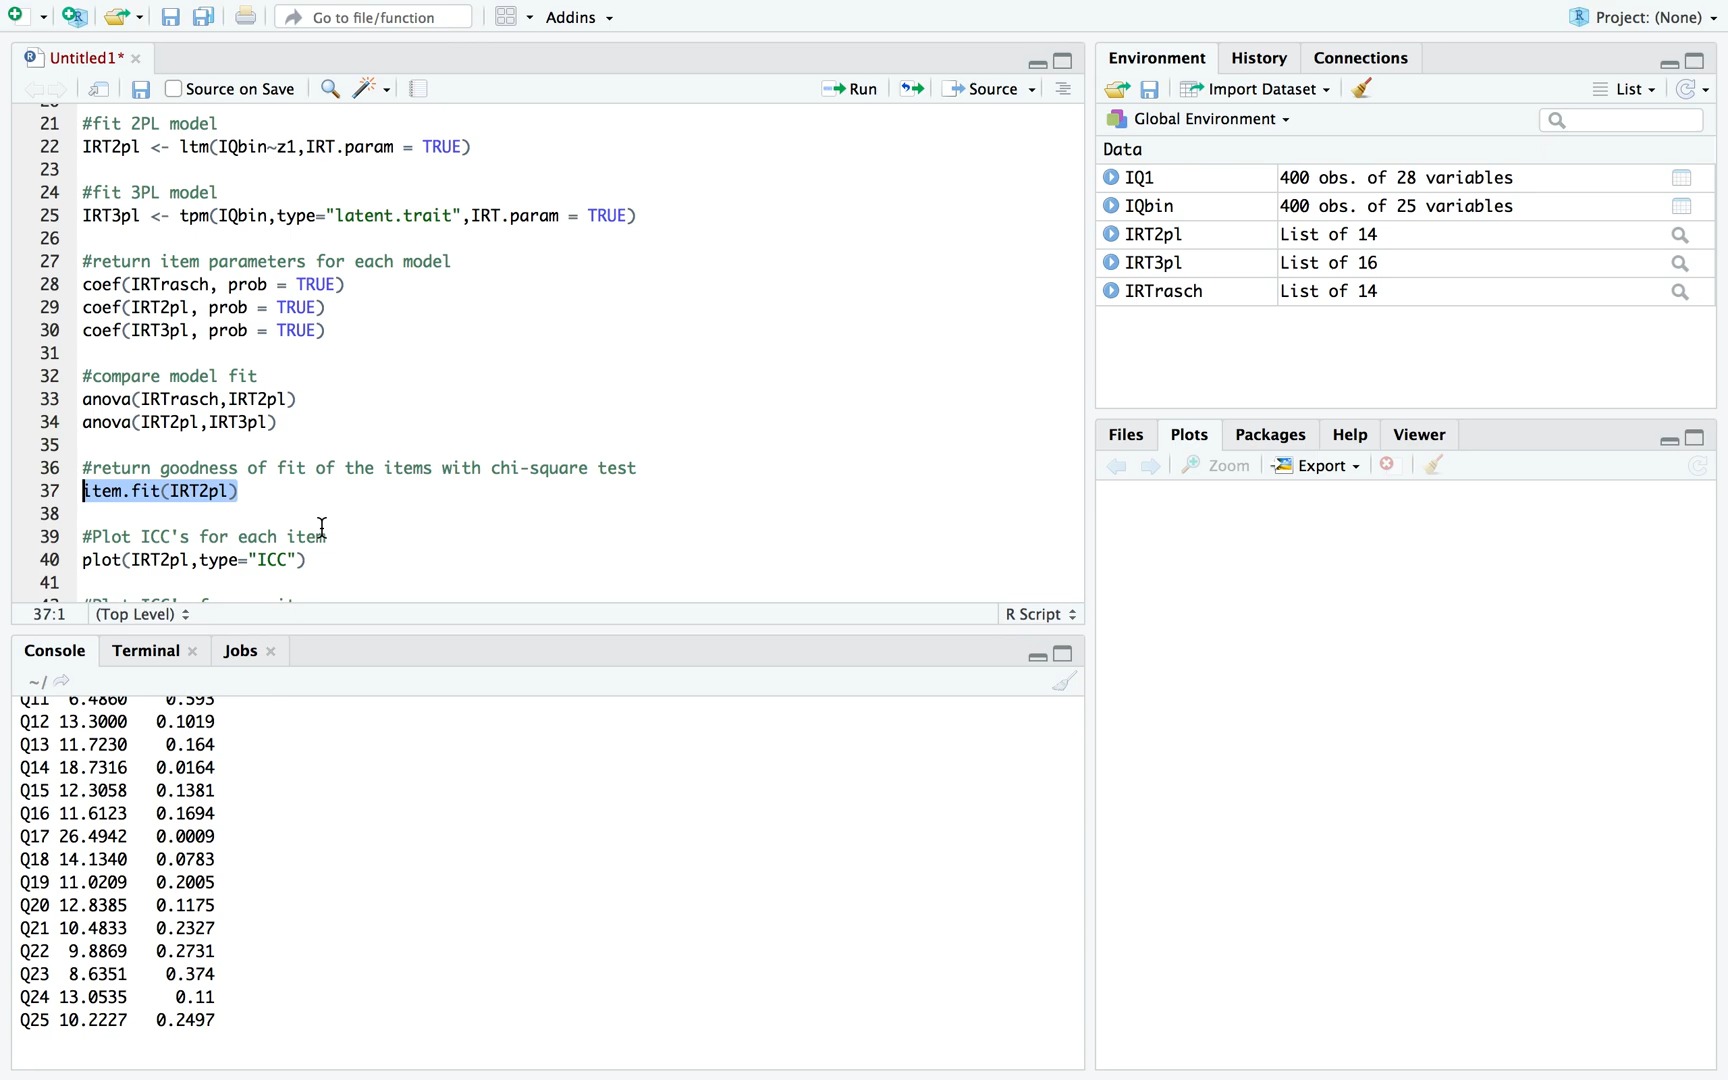 Go to file/function
Addins
Project: (None)
Untitled1*
Source on Save
Run
Source
21 #fit 2PL model
22 IRT2pl <- ltm(IQbin~z1,IRT.param = TRUE)
23
24 #fit 3PL model
25 IRT3pl <- tpm(IQbin,type="latent.trait",IRT.param = TRUE)
26
27 #return item parameters for each model
28 coef(IRTrasch, prob = TRUE)
29 coef(IRT2pl, prob = TRUE)
30 coef(IRT3pl, prob = TRUE)
31
32 #compare model fit
33 anova(IRTrasch,IRT2pl)
34 anova(IRT2pl,IRT3pl)
35
36 #return goodness of fit of the items with chi-square test
37 item.fit(IRT2pl)
38
39 #Plot ICC's for each item
40 plot(IRT2pl,type="ICC")
41
37:1 (Top Level) R Script
Console Terminal Jobs
~/
Q11 6.4860 0.593
Q12 13.3000 0.1019
Q13 11.7230 0.164
Q14 18.7316 0.0164
Q15 12.3058 0.1381
Q16 11.6123 0.1694
Q17 26.4942 0.0009
Q18 14.1340 0.0783
Q19 11.0209 0.2005
Q20 12.8385 0.1175
Q21 10.4833 0.2327
Q22 9.8869 0.2731
Q23 8.6351 0.374
Q24 13.0535 0.11
Q25 10.2227 0.2497
Environment History Connections
Import Dataset List
Global Environment
Data
IQ1 400 obs. of 28 variables
IQbin 400 obs. of 25 variables
IRT2pl List of 14
IRT3pl List of 16
IRTrasch List of 14
Files Plots Packages Help Viewer
Zoom Export